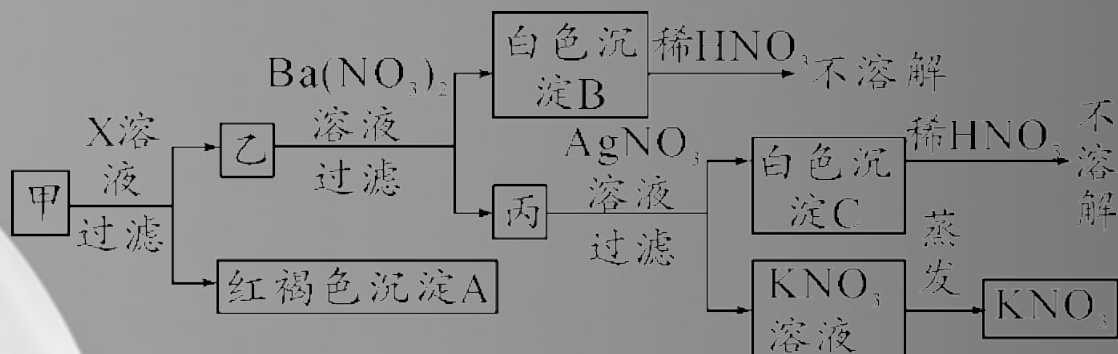 甲
X溶
液
过滤
乙
红褐色沉淀A
Ba(NO₃)₂
溶液
过滤
白色沉
淀B
稀HNO₃
不溶解
丙
AgNO₃
溶液
过滤
白色沉
淀C
稀HNO₃
不
溶
解
KNO₃
溶液
蒸
发
KNO₃